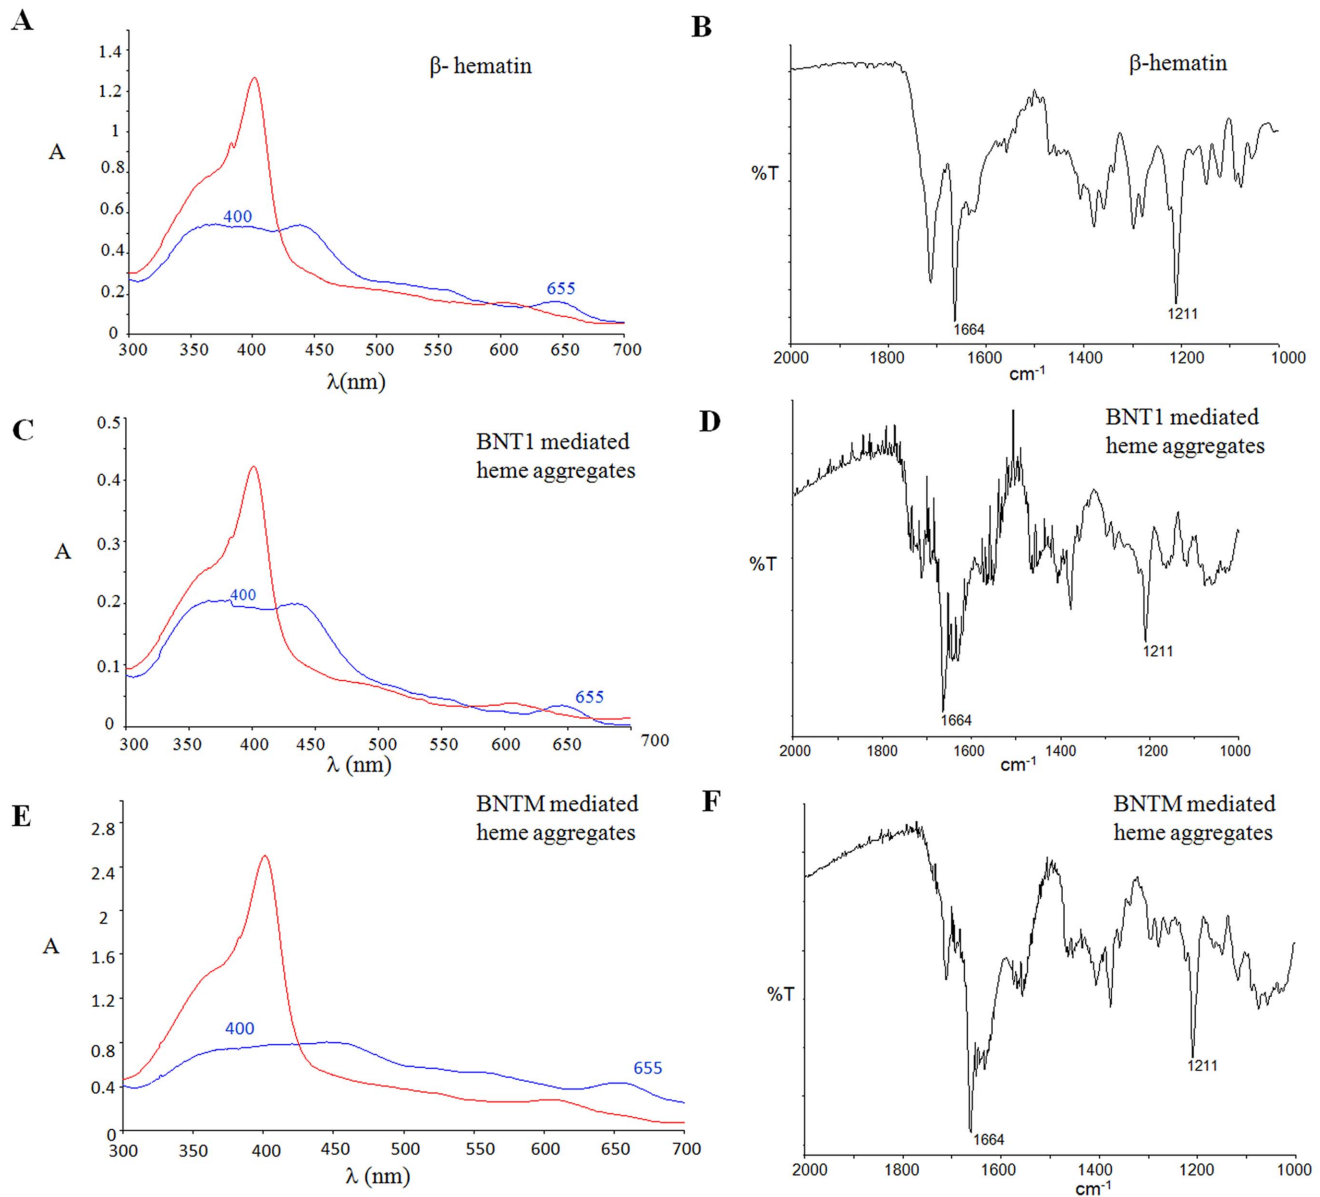 A
β- hematin
1.4
1.2
1
0.8
0.6
0.4
0.2
0
A
400
655
300 350 400 450 500 550 600 650 700
λ(nm)
B
β-hematin
%T
1664
1211
2000 1800 1600 1400 1200 1000
cm-1
C
BNT1 mediated
heme aggregates
0.5
0.4
0.3
0.2
0.1
0
A
400
655
300 350 400 450 500 550 600 650 700
λ (nm)
D
BNT1 mediated
heme aggregates
%T
1664
1211
2000 1800 1600 1400 1200 1000
cm-1
E
BNTM mediated
heme aggregates
2.8
2.4
2
1.6
1.2
0.8
0.4
0
A
400
655
300 350 400 450 500 550 600 650 700
λ (nm)
F
BNTM mediated
heme aggregates
%T
1664
1211
2000 1800 1600 1400 1200 1000
cm-1